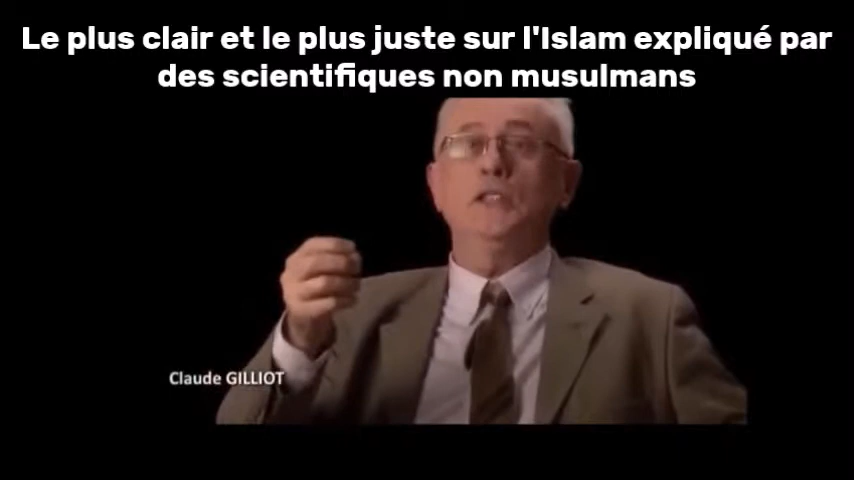 Le plus clair et le plus juste sur l'Islam expliqué par
des scientifiques non musulmans
Claude GILLIOT